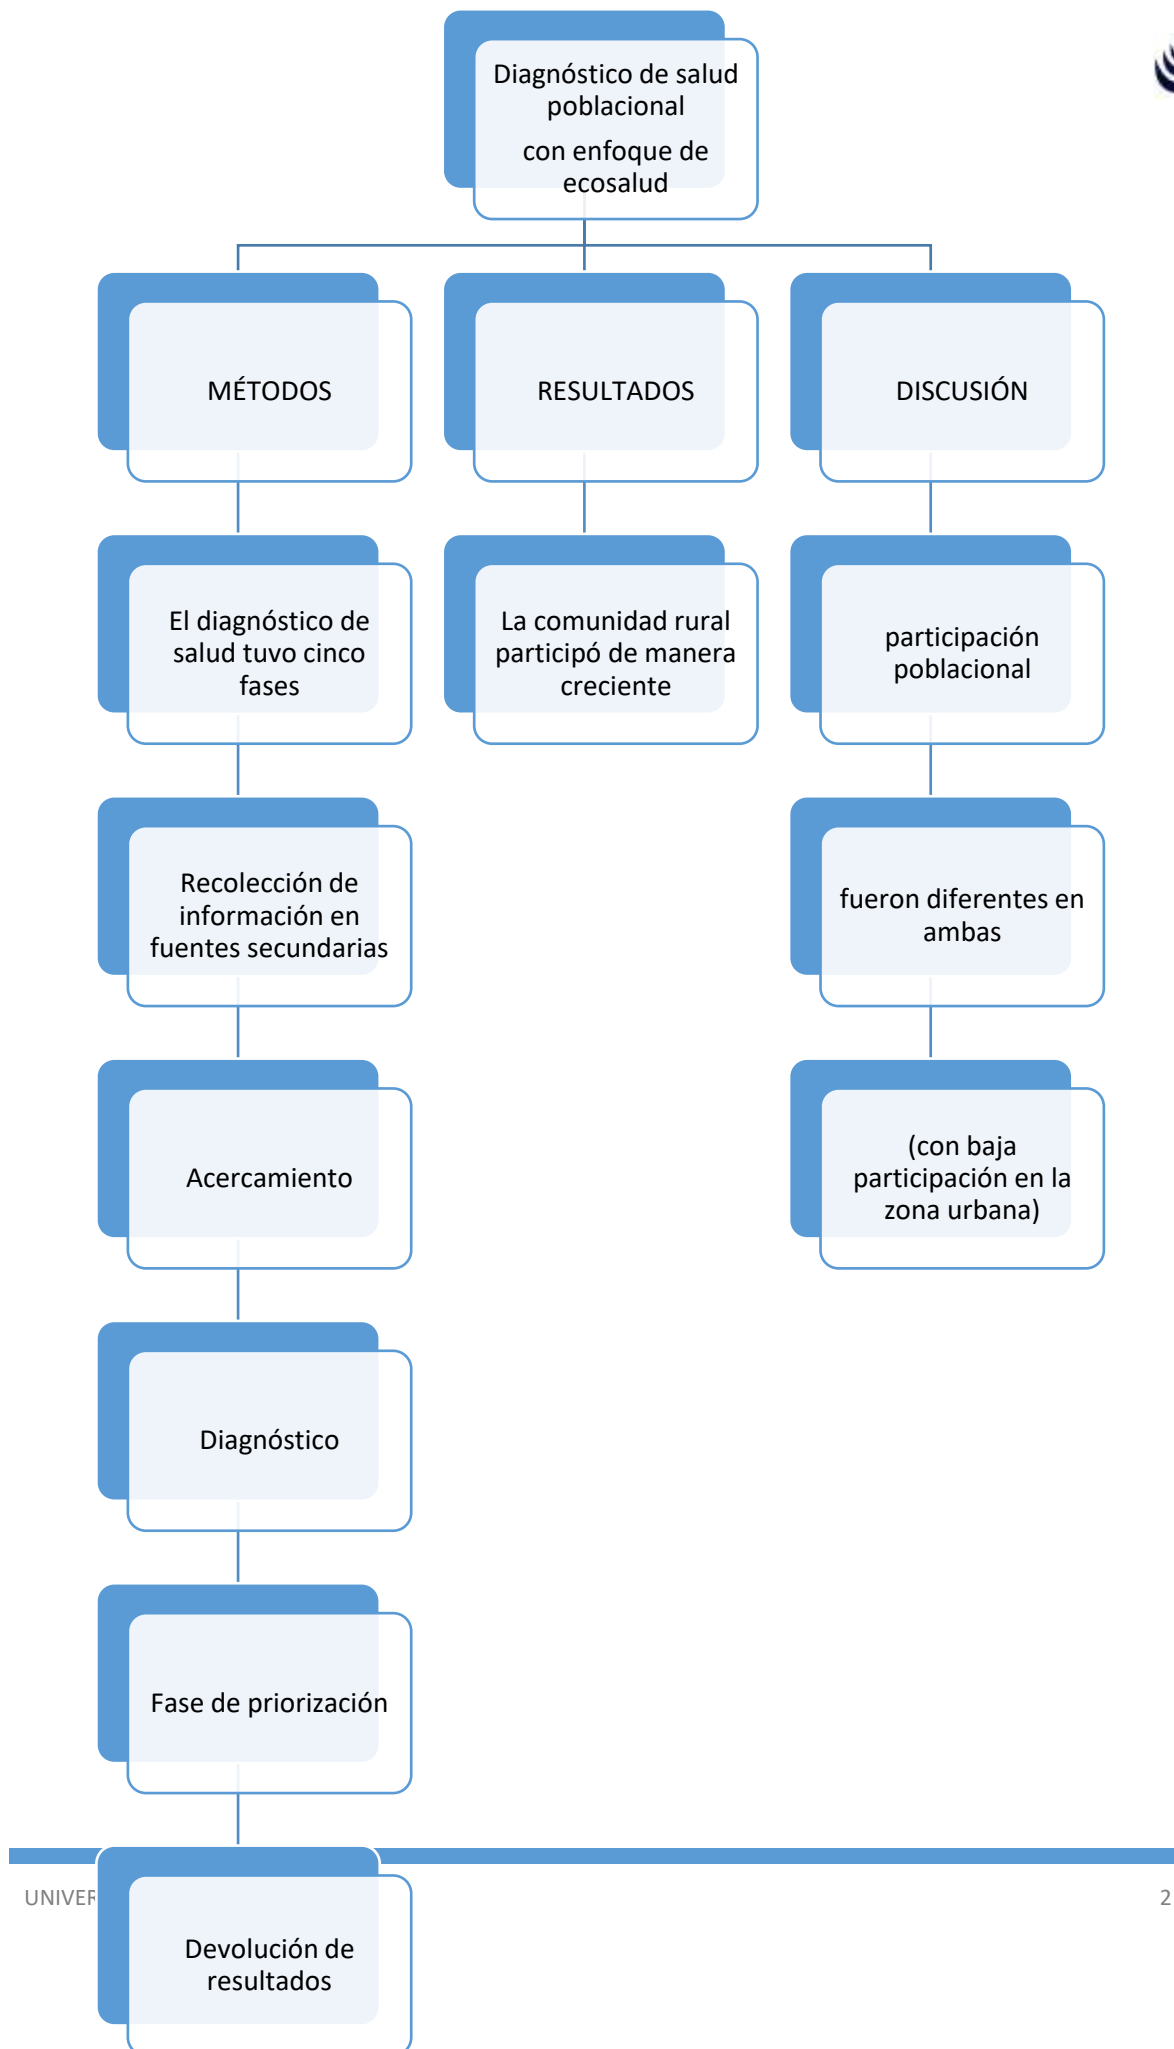 Diagnóstico de salud
poblacional
con enfoque de
ecosalud
MÉTODOS
RESULTADOS
DISCUSIÓN
El diagnóstico de
salud tuvo cinco
fases
La comunidad rural
participó de manera
creciente
participación
poblacional
Recolección de
información en
fuentes secundarias
fueron diferentes en
ambas
Acercamiento
(con baja
participación en la
zona urbana)
Diagnóstico
Fase de priorización
UNIVER
2
Devolución de
resultados